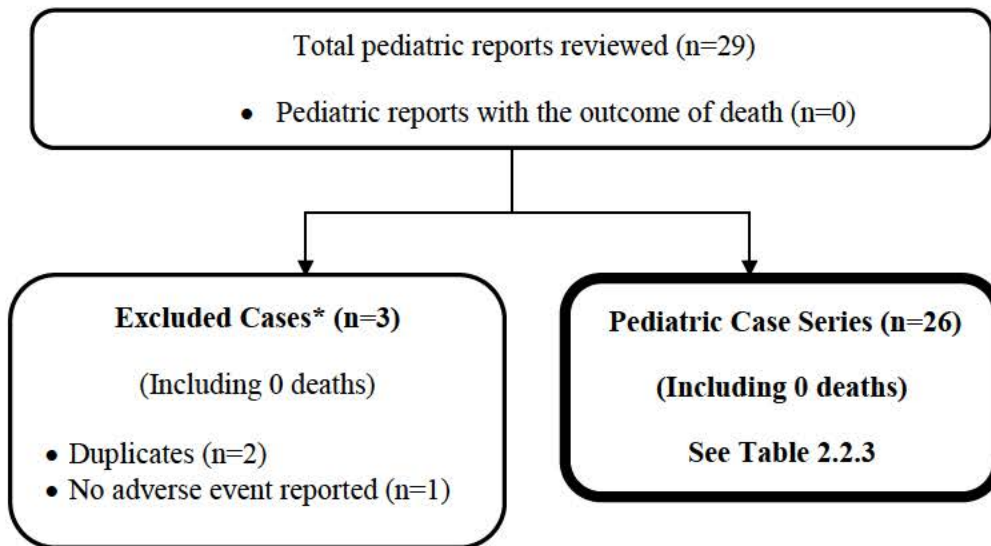 Total pediatric reports reviewed (n=29)
• Pediatric reports with the outcome of death (n=0)
Excluded Cases* (n=3)
(Including 0 deaths)
• Duplicates (n=2)
• No adverse event reported (n=1)
Pediatric Case Series (n=26)
(Including 0 deaths)
See Table 2.2.3